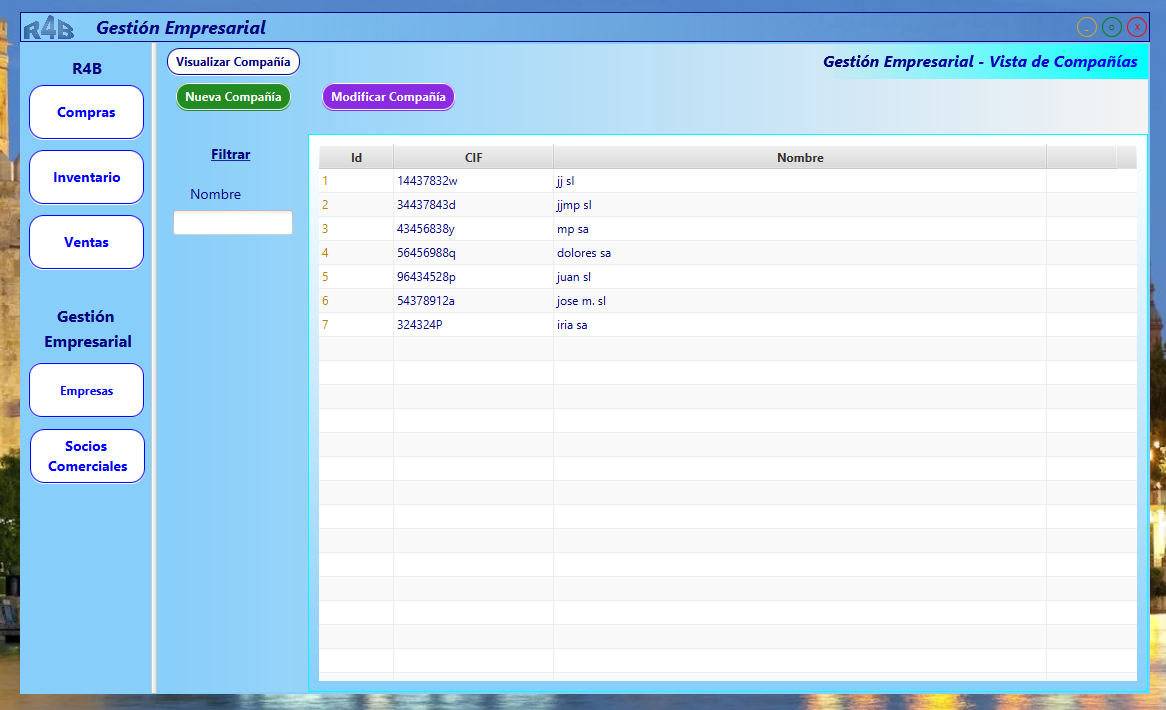 R4B Gestión Empresarial
R4B
Compras
Inventario
Ventas
Gestión
Empresarial
Empresas
Socios
Comerciales
Visualizar Compañía
Gestión Empresarial - Vista de Compañías
Nueva Compañía Modificar Compañía
Filtrar
Nombre
Id CIF Nombre
1 14437832w jj sl
2 34437843d jjmp sl
3 43456838y mp sa
4 56456988q dolores sa
5 96434528p juan sl
6 54378912a jose m. sl
7 324324P iria sa